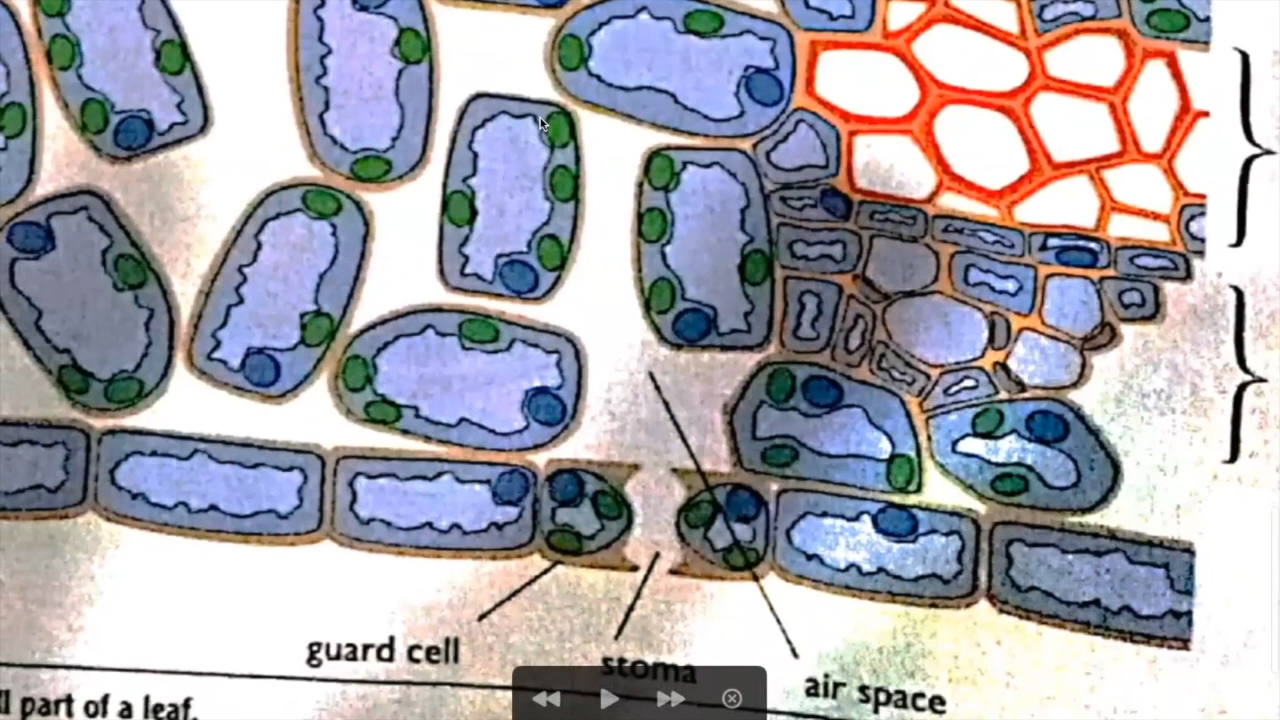 guard cell
stoma
air space
part of a leaf.